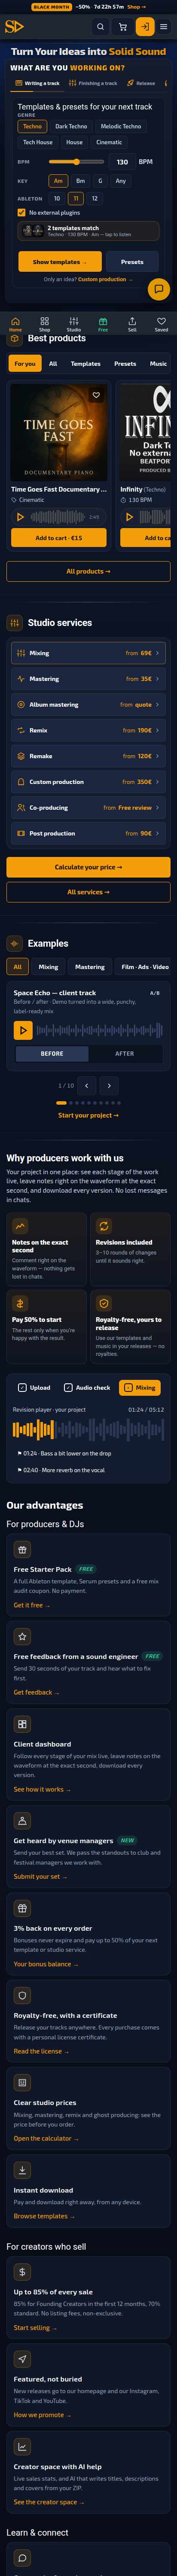 BLACK MONTH −50% · 7d 22h 57m Shop →
Turn Your Ideas into Solid Sound
WHAT ARE YOU WORKING ON?
Writing a track
Finishing a track
Release
Templates & presets for your next track
GENRE
Techno
Dark Techno
Melodic Techno
Tech House
House
Cinematic
BPM
130 BPM
KEY
Am
Bm
G
Any
ABLETON
10
11
12
No external plugins
2 templates match
Techno · 130 BPM · Am — tap to listen
Show templates →
Presets
Only an idea? Custom production →
Home
Shop
Studio
Free
Sell
Saved
Best products
For you
All
Templates
Presets
Music
TIME GOES FAST
DOCUMENTARY PIANO
Time Goes Fast Documentary ...
Cinematic
2:49
Add to cart · €15
INFINI
Dark Te
No externa
BPM
PRODUCED B
Infinity (Techno)
130 BPM
Add to ca
All products →
Studio services
Mixing from 69€
Mastering from 35€
Album mastering from quote
Remix from 190€
Remake from 120€
Custom production from 350€
Co-producing from Free review
Post production from 90€
Calculate your price →
All services →
Examples
All
Mixing
Mastering
Film · Ads · Video
Space Echo — client track
A/B
Before / after · Demo turned into a wide, punchy,
label-ready mix
BEFORE
AFTER
1 / 10
Start your project →
Why producers work with us
Your project in one place: see each stage of the work
live, leave notes right on the waveform at the exact
second, and download every version. No lost messages
in chats.
Notes on the exact
second
Comment right on the
waveform — nothing gets
lost in chats.
Revisions included
3–10 rounds of changes
until it sounds right.
Pay 50% to start
The rest only when you're
happy with the result.
Royalty-free, yours to
release
Use our templates and
music in your releases — no
royalties.
Upload
Audio check
Mixing
Revision player · your project
01:24 / 05:12
01:24 · Bass a bit lower on the drop
02:40 · More reverb on the vocal
Our advantages
For producers & DJs
Free Starter Pack FREE
A full Ableton template, Serum presets and a free mix
audit coupon. No payment.
Get it free →
Free feedback from a sound engineer FREE
Send 30 seconds of your track and hear what to fix
first.
Get feedback →
Client dashboard
Follow every stage of your mix live, leave notes on the
waveform at the exact second, download every
version.
See how it works →
Get heard by venue managers NEW
Send your best set. We pass the standouts to club and
festival managers we work with.
Submit your set →
3% back on every order
Bonuses never expire and pay up to 50% of your next
template or studio service.
Your bonus balance →
Royalty-free, with a certificate
Release your tracks anywhere. Every purchase comes
with a personal license certificate.
Read the license →
Clear studio prices
Mixing, mastering, remix and ghost producing: see the
price before you order.
Open the calculator →
Instant download
Pay and download right away, from any device.
Browse templates →
For creators who sell
Up to 85% of every sale
85% for Founding Creators in the first 12 months, 70%
standard. No listing fees, non-exclusive.
Start selling →
Featured, not buried
New releases go to our homepage and our Instagram,
TikTok and YouTube.
How we promote →
Creator space with AI help
Live sales stats, and AI that writes titles, descriptions
and covers from your ZIP.
See the creator space →
Learn & connect